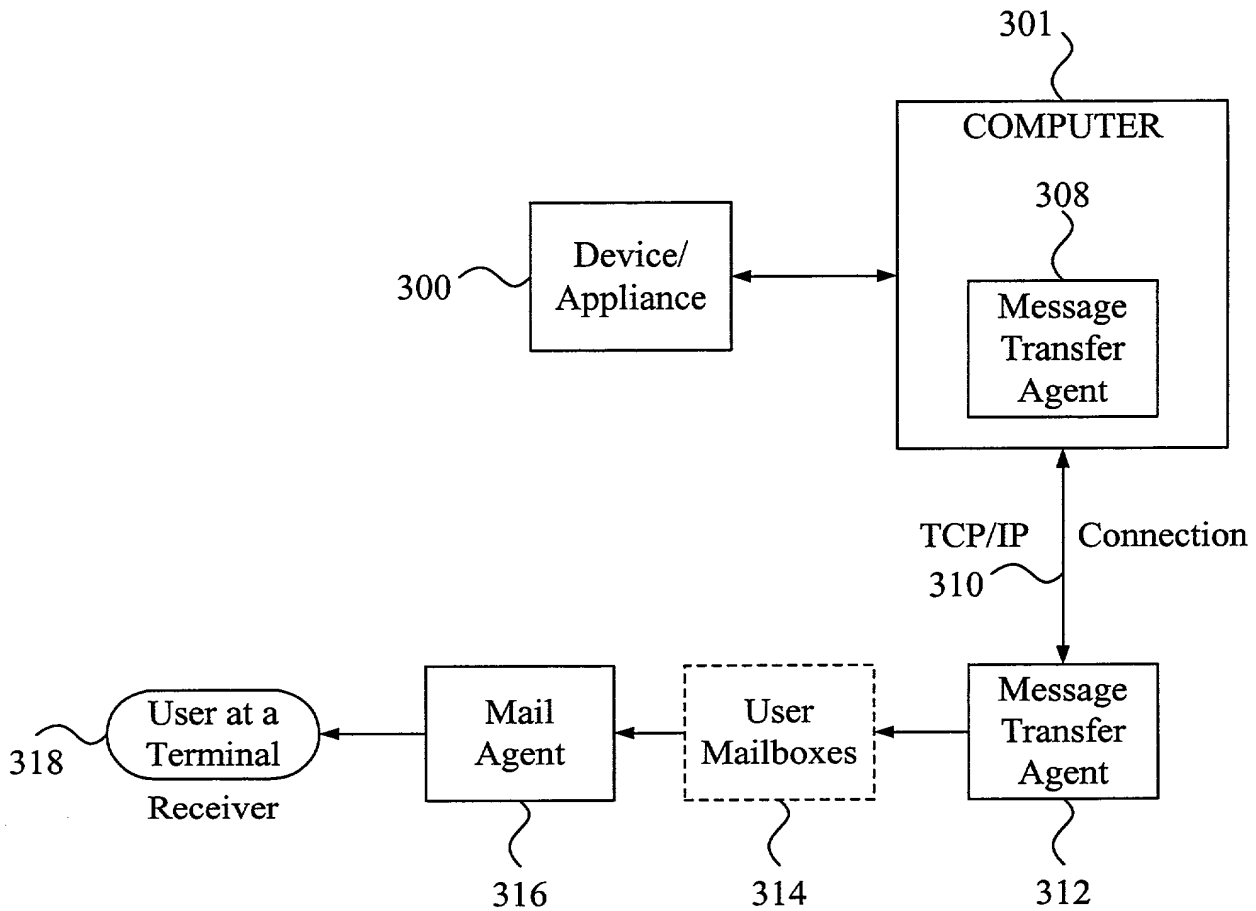 301
COMPUTER
308
Message
Transfer
Agent
300
Device/
Appliance
TCP/IP Connection
310
318
User at a
Terminal
Receiver
Mail
Agent
316
User
Mailboxes
314
Message
Transfer
Agent
312